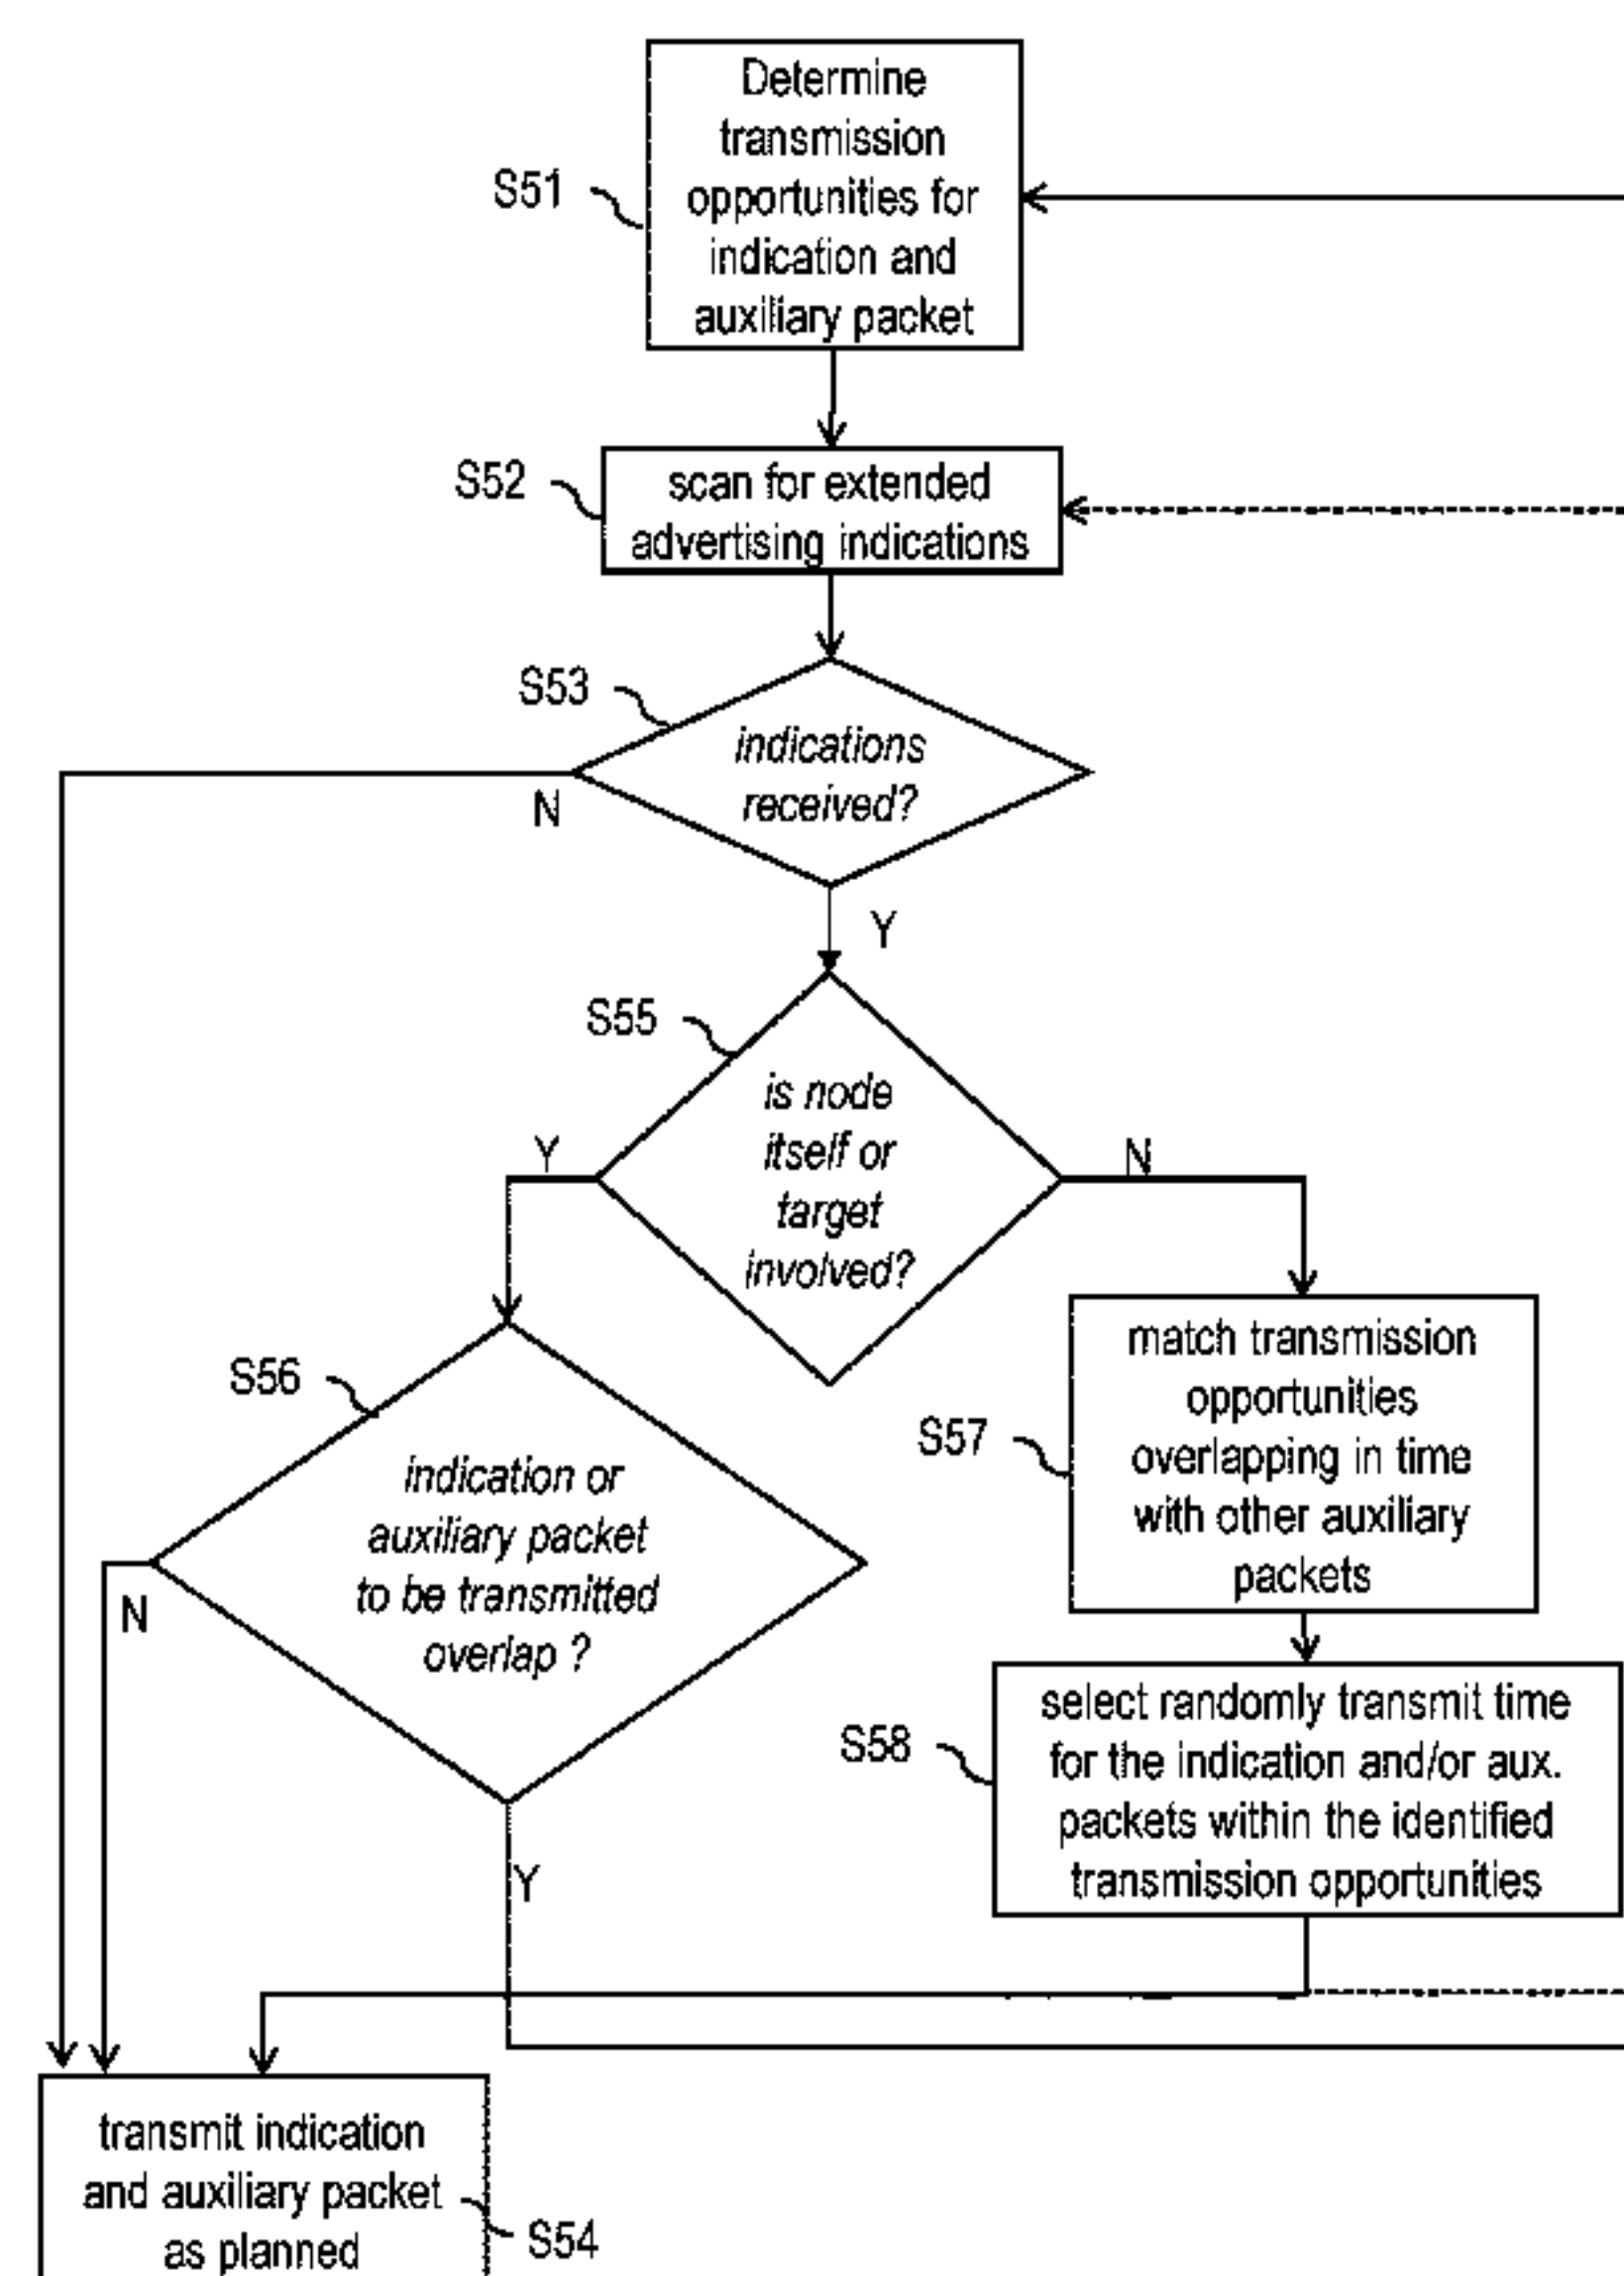 Determine
transmission
opportunities for
indication and
auxiliary packet
S51
S52
scan for extended
advertising indications
S53
indications
received?
N
Y
S55
is node
itself or
target
involved?
Y
N
S56
indication or
auxiliary packet
to be transmitted
overlap ?
N
Y
S57
match transmission
opportunities
overlapping in time
with other auxiliary
packets
S58
select randomly transmit time
for the indication and/or aux.
packets within the identified
transmission opportunities
transmit indication
and auxiliary packet
as planned
S54